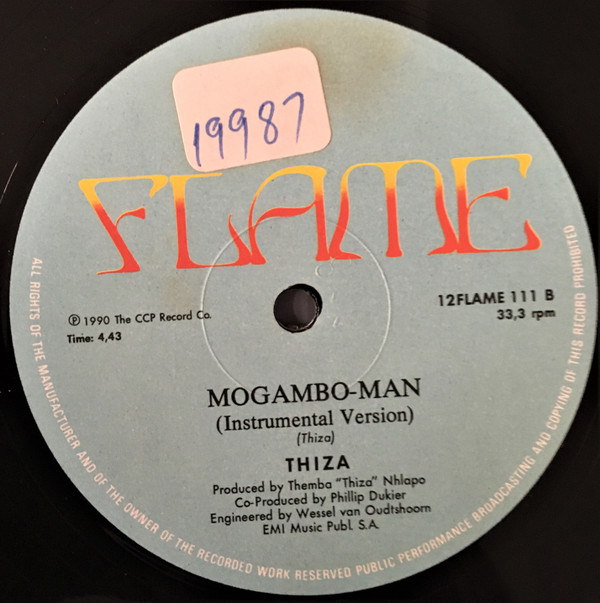 19987
FLAME
℗ 1990 The CCP Record Co.
Time: 4,43
12FLAME 111 B
33,3 rpm
MOGAMBO-MAN
(Instrumental Version)
(Thiza)
THIZA
Produced by Themba "Thiza" Nhlapo
Co-Produced by Phillip Dukier
Engineered by Wessel van Oudtshoorn
EMI Music Publ. S.A.
ALL RIGHTS OF THE MANUFACTURER AND OF THE OWNER OF THE RECORDED WORK RESERVED PUBLIC PERFORMANCE BROADCASTING AND COPYING OF THIS RECORD PROHIBITED